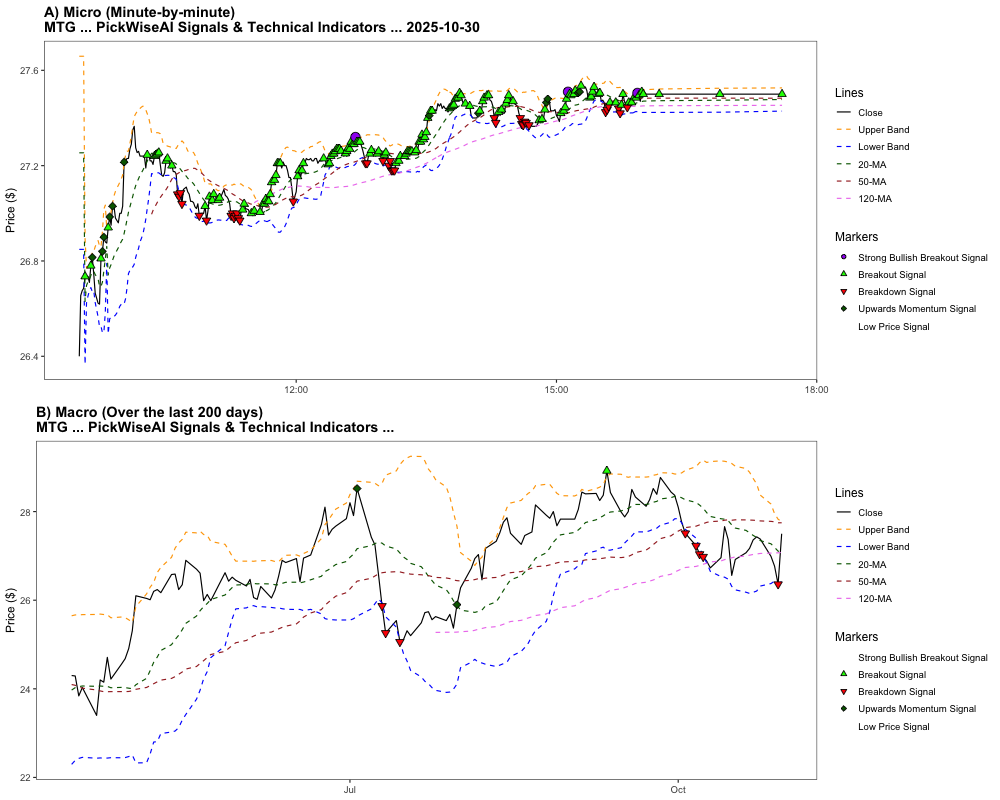 A) Micro (Minute-by-minute)
MTG ... PickWiseAI Signals & Technical Indicators ... 2025-10-30
Price ($)
27.6
27.2
26.8
26.4
12:00
15:00
18:00
Lines
Close
Upper Band
Lower Band
20-MA
50-MA
120-MA
Markers
Strong Bullish Breakout Signal
Breakout Signal
Breakdown Signal
Upwards Momentum Signal
Low Price Signal
B) Macro (Over the last 200 days)
MTG ... PickWiseAI Signals & Technical Indicators ...
Price ($)
28
26
24
22
Jul
Oct
Lines
Close
Upper Band
Lower Band
20-MA
50-MA
120-MA
Markers
Strong Bullish Breakout Signal
Breakout Signal
Breakdown Signal
Upwards Momentum Signal
Low Price Signal